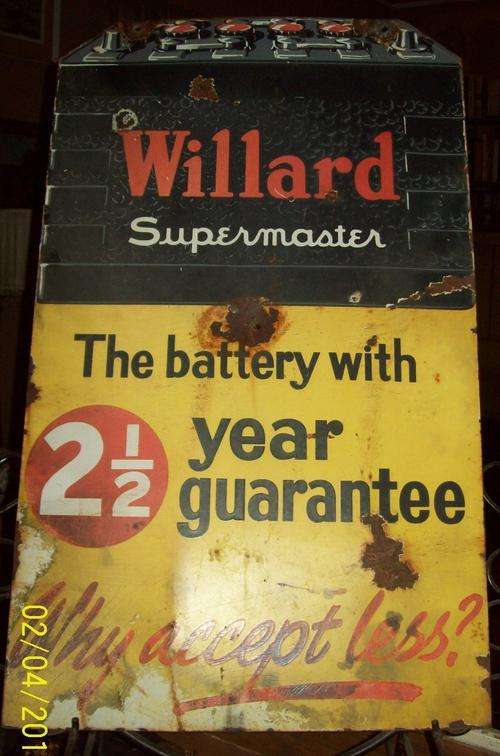 Willard
Supermaster
The battery with
2 1/2 year
guarantee
Why accept less?
02/04/201